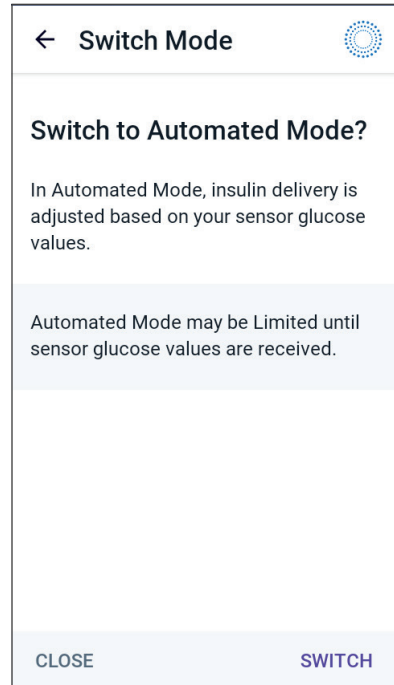 Switch Mode
Switch to Automated Mode?
In Automated Mode, insulin delivery is
adjusted based on your sensor glucose
values.
Automated Mode may be Limited until
sensor glucose values are received.
CLOSE SWITCH